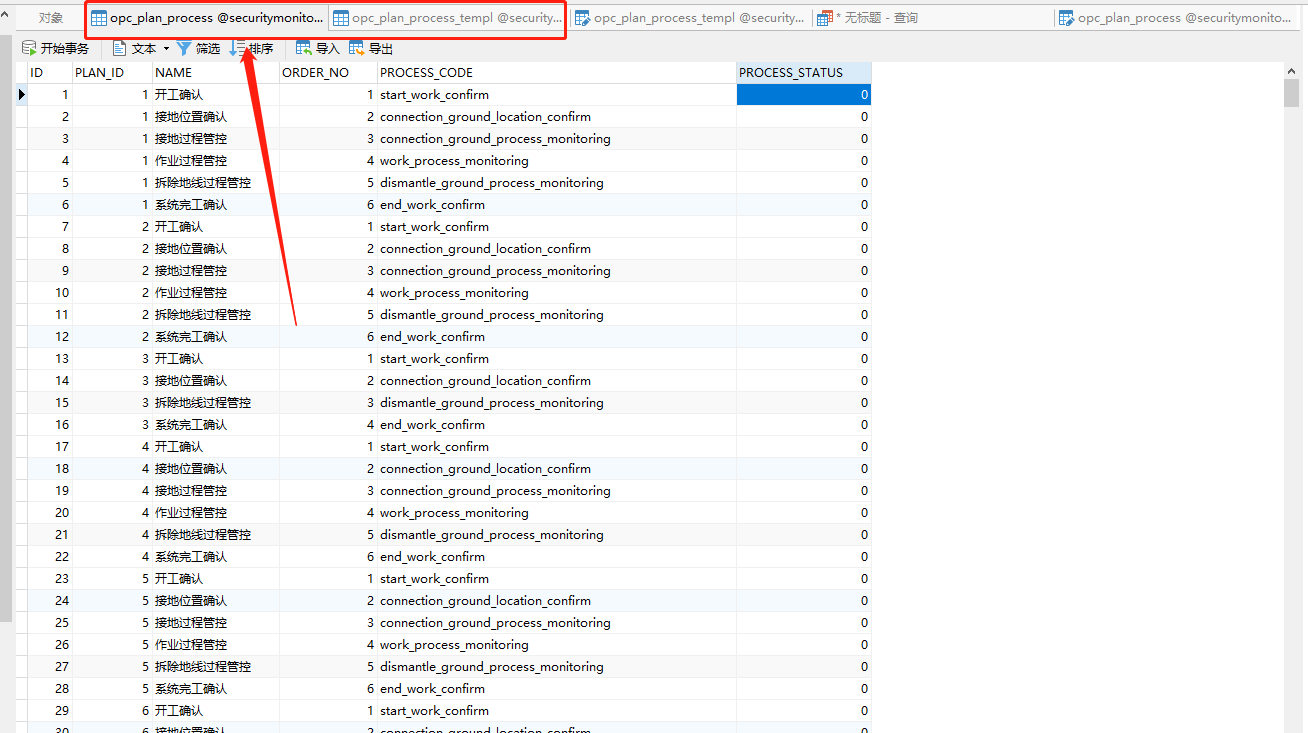 对象 opc_plan_process @securitymonito... opc_plan_process_templ @security... opc_plan_process_templ @security... * 无标题 - 查询 opc_plan_process @securitymonito...
开始事务 文本 筛选 排序 导入 导出
ID PLAN_ID NAME ORDER_NO PROCESS_CODE PROCESS_STATUS
1 1 开工确认 1 start_work_confirm 0
2 1 接地位置确认 2 connection_ground_location_confirm 0
3 1 接地过程管控 3 connection_ground_process_monitoring 0
4 1 作业过程管控 4 work_process_monitoring 0
5 1 拆除地线过程管控 5 dismantle_ground_process_monitoring 0
6 1 系统完工确认 6 end_work_confirm 0
7 2 开工确认 1 start_work_confirm 0
8 2 接地位置确认 2 connection_ground_location_confirm 0
9 2 接地过程管控 3 connection_ground_process_monitoring 0
10 2 作业过程管控 4 work_process_monitoring 0
11 2 拆除地线过程管控 5 dismantle_ground_process_monitoring 0
12 2 系统完工确认 6 end_work_confirm 0
13 3 开工确认 1 start_work_confirm 0
14 3 接地位置确认 2 connection_ground_location_confirm 0
15 3 拆除地线过程管控 3 dismantle_ground_process_monitoring 0
16 3 系统完工确认 4 end_work_confirm 0
17 4 开工确认 1 start_work_confirm 0
18 4 接地位置确认 2 connection_ground_location_confirm 0
19 4 接地过程管控 3 connection_ground_process_monitoring 0
20 4 作业过程管控 4 work_process_monitoring 0
21 4 拆除地线过程管控 5 dismantle_ground_process_monitoring 0
22 4 系统完工确认 6 end_work_confirm 0
23 5 开工确认 1 start_work_confirm 0
24 5 接地位置确认 2 connection_ground_location_confirm 0
25 5 接地过程管控 3 connection_ground_process_monitoring 0
26 5 作业过程管控 4 work_process_monitoring 0
27 5 拆除地线过程管控 5 dismantle_ground_process_monitoring 0
28 5 系统完工确认 6 end_work_confirm 0
29 6 开工确认 1 start_work_confirm 0
30 6 接地位置确认 2 connection_ground_location_confirm 0